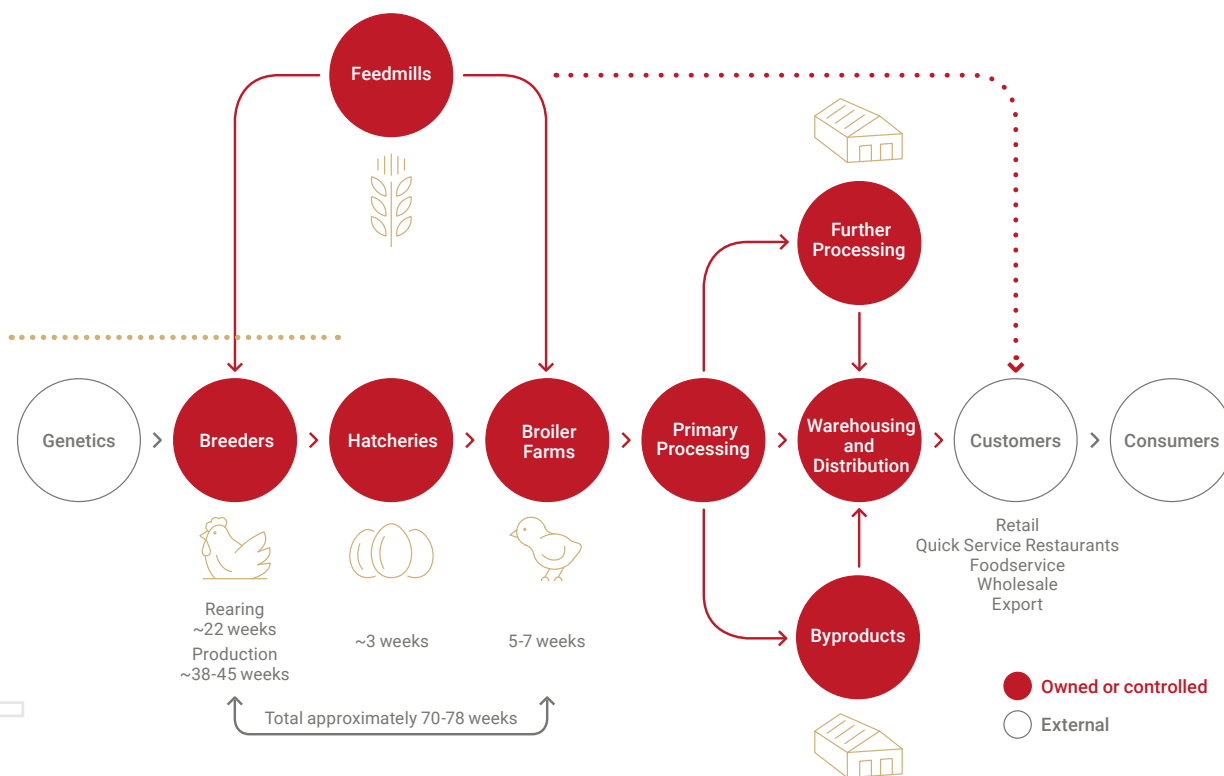 Feedmills
Further
Processing
Genetics
Breeders
Hatcheries
Broiler
Farms
Primary
Processing
Warehousing
and
Distribution
Customers
Consumers
Rearing
~22 weeks
Production
~38-45 weeks
~3 weeks
5-7 weeks
Total approximately 70-78 weeks
Retail
Quick Service Restaurants
Foodservice
Wholesale
Export
Byproducts
Owned or controlled
External